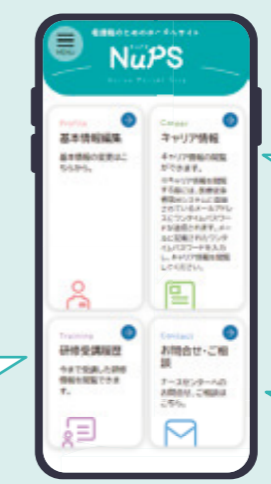 看護職のためのポータルサイト
NuPS
Nurse Portal Site
MENU
Profile
基本情報編集
基本情報の変更はこ
ちらから。
Career
キャリア情報
キャリア情報の閲覧
ができます。
Training
研修受講履歴
今まで受講した研修
情報を閲覧できま
す。
Contact
お問合せ・ご相
談
ナースセンターへの
お問合せ、ご相談は
こちら。